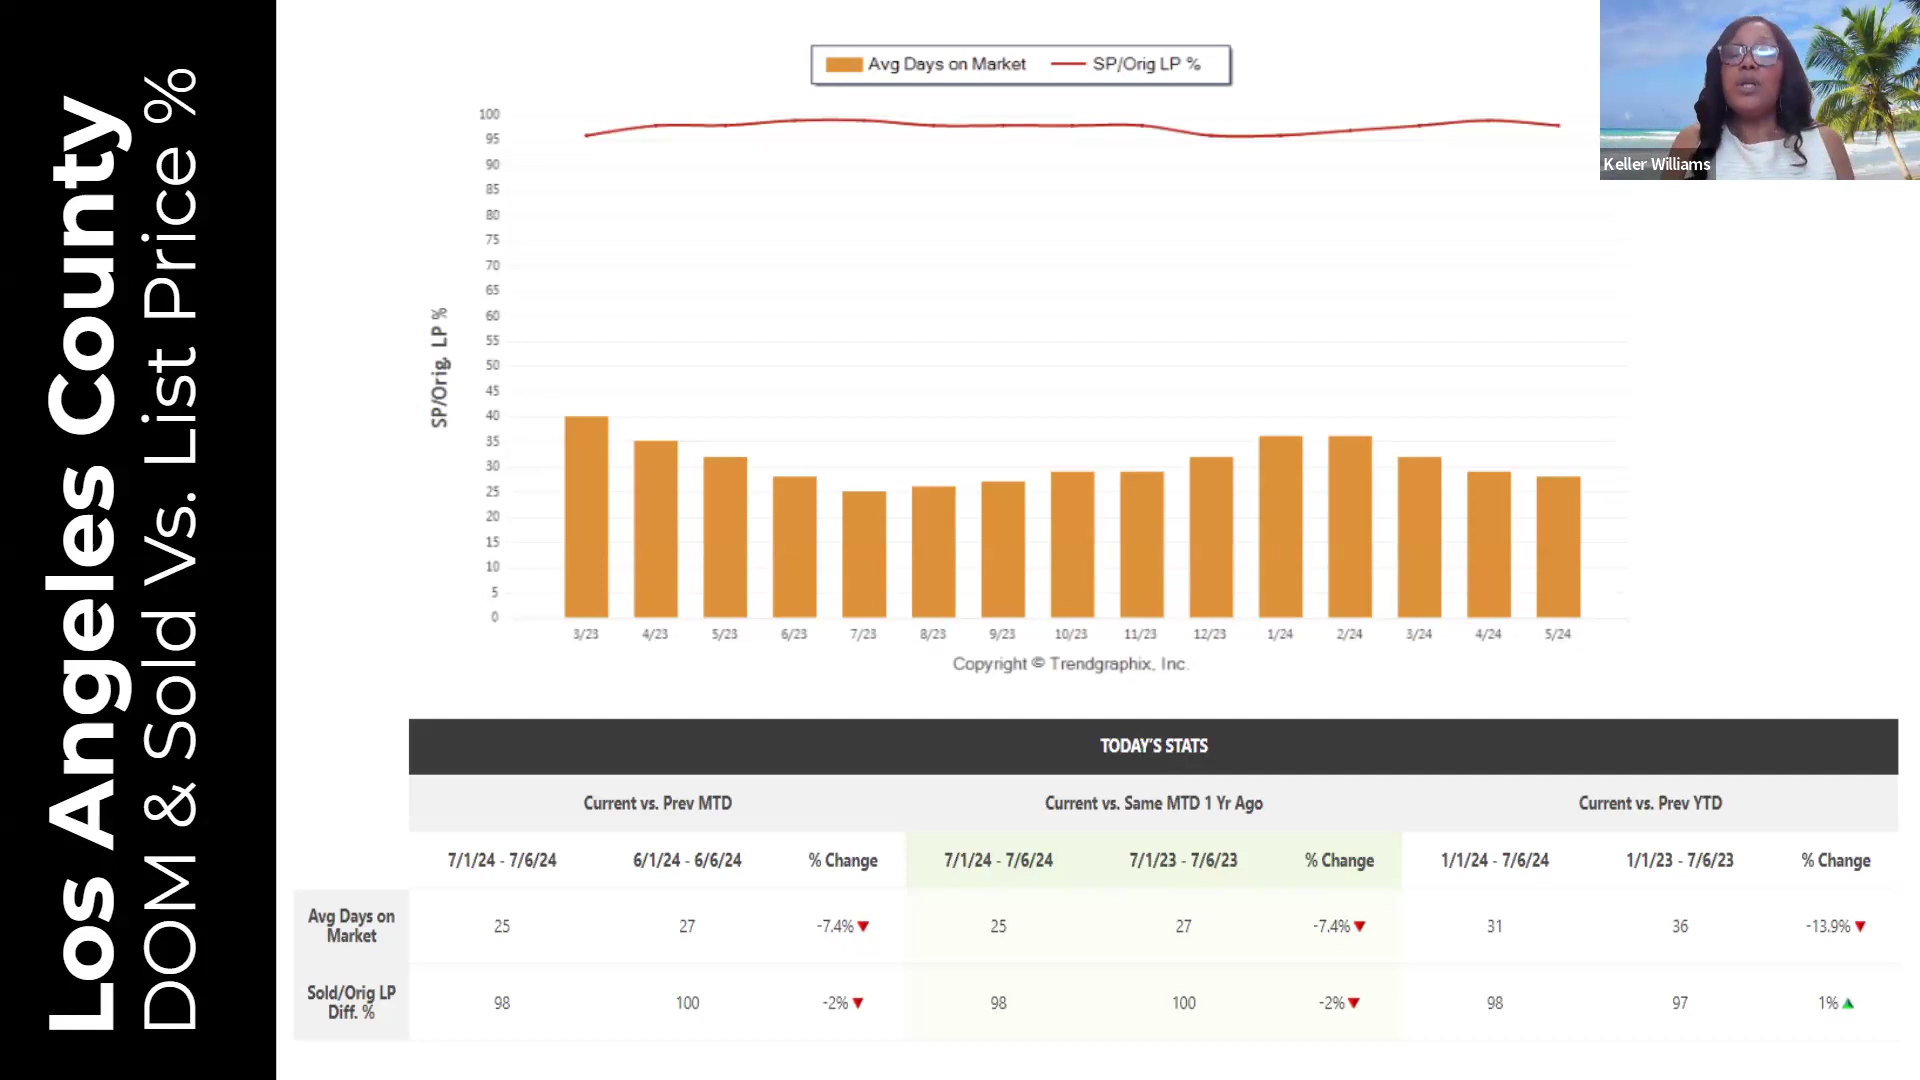 Los Angeles County
DOM & Sold Vs. List Price %
Avg Days on Market
SP/Orig LP %
Keller Williams
SP/Orig. LP %
100
95
90
85
80
75
70
65
60
55
50
45
40
35
30
25
20
15
10
5
0
3/23 4/23 5/23 6/23 7/23 8/23 9/23 10/23 11/23 12/23 1/24 2/24 3/24 4/24 5/24
Copyright © Trendgraphix, Inc.
TODAY'S STATS
Current vs. Prev MTD Current vs. Same MTD 1 Yr Ago Current vs. Prev YTD
7/1/24 - 7/6/24 6/1/24 - 6/6/24 % Change 7/1/24 - 7/6/24 7/1/23 - 7/6/23 % Change 1/1/24 - 7/6/24 1/1/23 - 7/6/23 % Change
Avg Days on
Market
25 27 -7.4% 25 27 -7.4% 31 36 -13.9%
Sold/Orig LP
Diff. %
98 100 -2% 98 100 -2% 98 97 1%